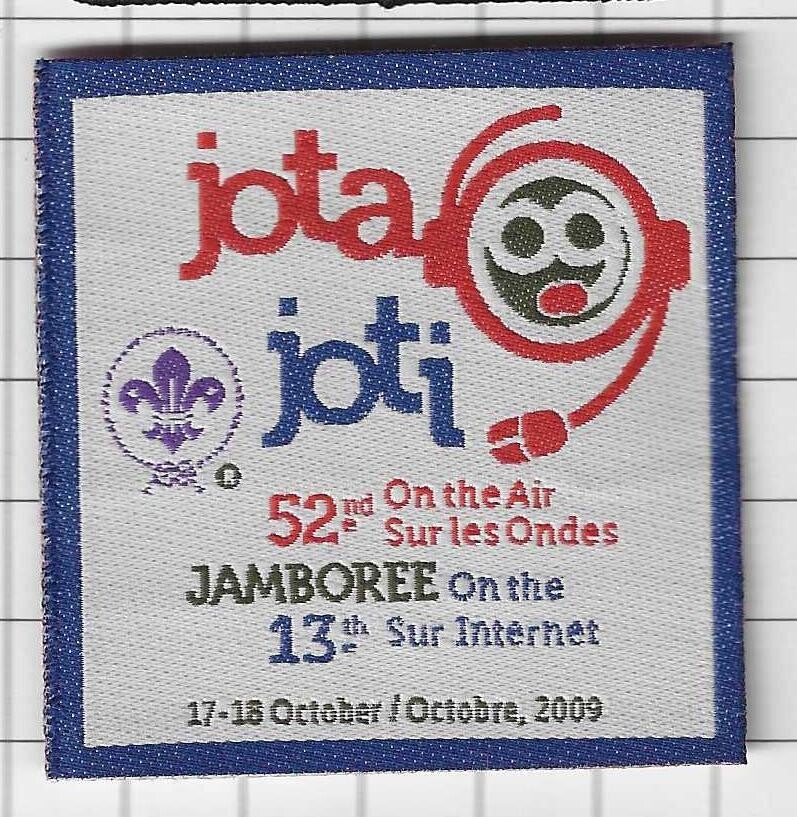 jota
joti
®
52nd e On the Air
Sur les Ondes
JAMBOREE On the
13th e Sur Internet
17-18 October / Octobre, 2009